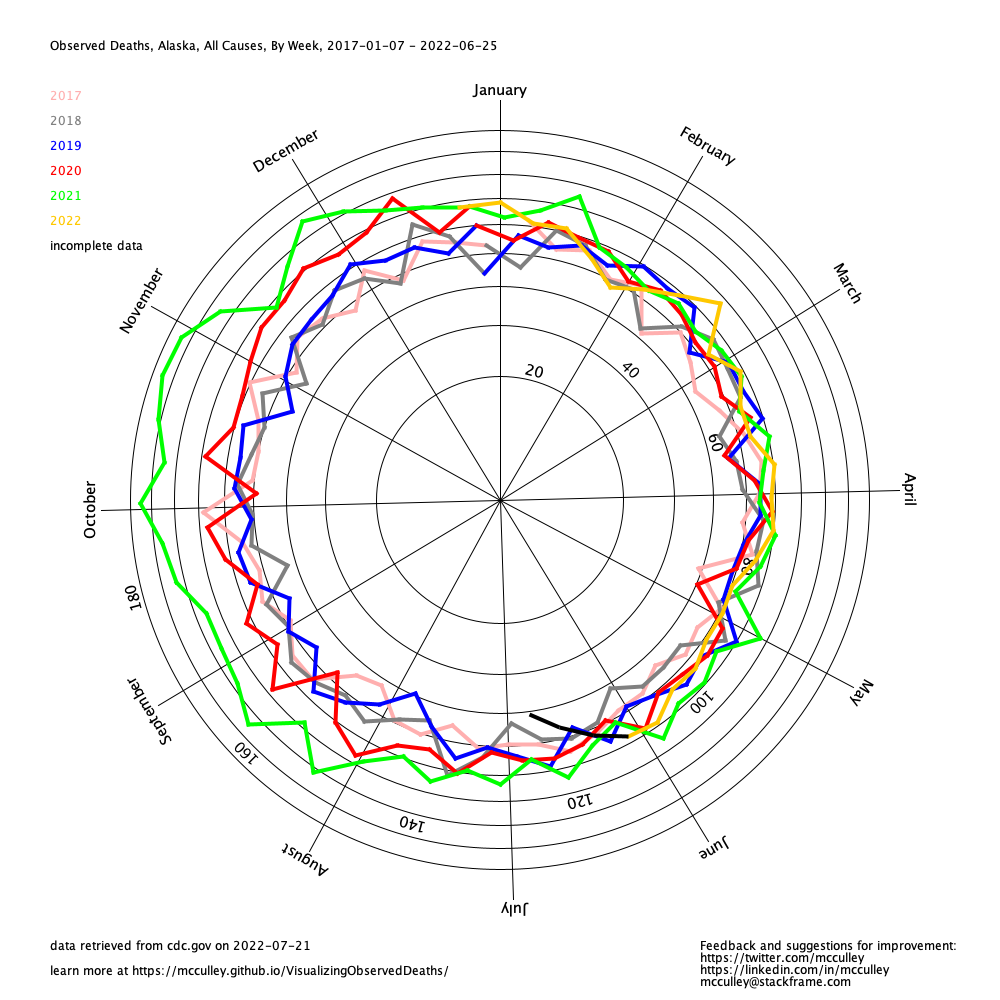 Observed Deaths, Alaska, All Causes, By Week, 2017-01-07 - 2022-06-25
January
2017
2018
2019
2020
2021
2022
incomplete data
December
February
November
March
20
40
60
October
April
80
180
September
May
100
160
120
140
August
June
July
data retrieved from cdc.gov on 2022-07-21
learn more at https://mcculley.github.io/VisualizingObservedDeaths/
Feedback and suggestions for improvement:
https://twitter.com/mcculley
https://linkedin.com/in/mcculley
mcculley@stackframe.com